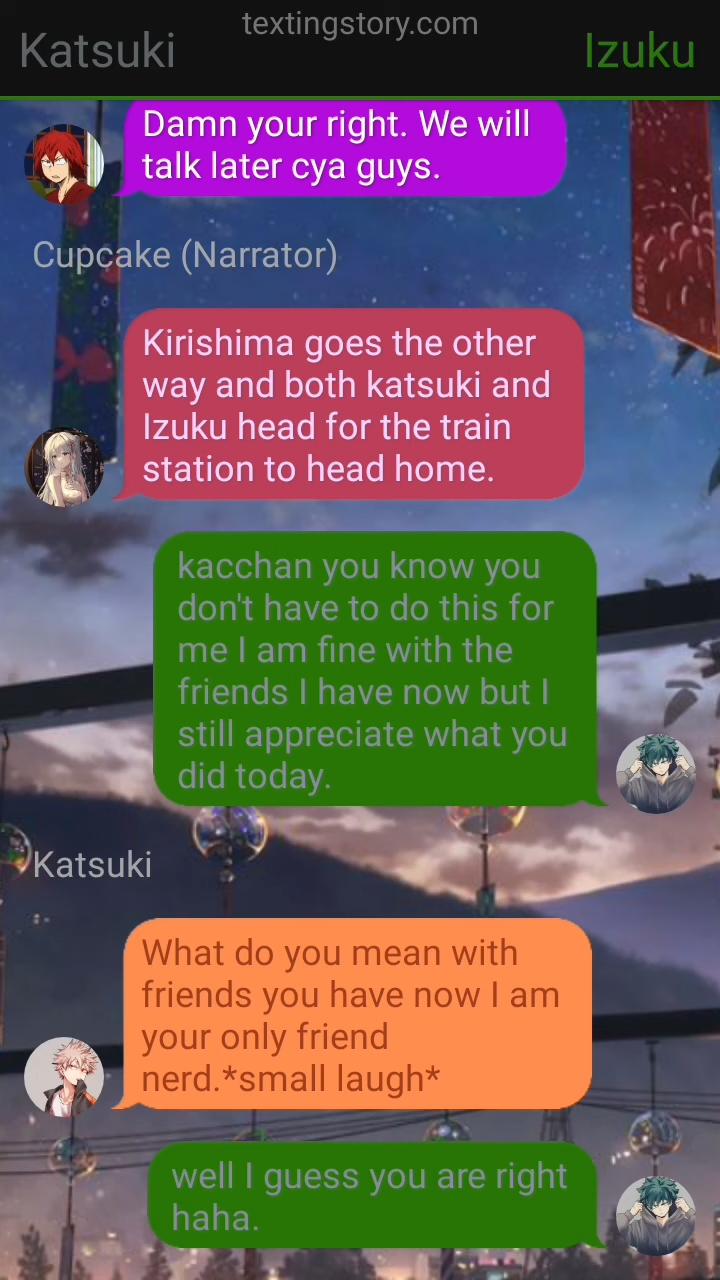 textingstory.com
Katsuki
Izuku
Damn your right. We will
talk later cya guys.
Cupcake (Narrator)
Kirishima goes the other
way and both katsuki and
Izuku head for the train
station to head home.
kacchan you know you
don't have to do this for
me I am fine with the
friends I have now but I
still appreciate what you
did today.
Katsuki
What do you mean with
friends you have now I am
your only friend
nerd.*small laugh*
well I guess you are right
haha.